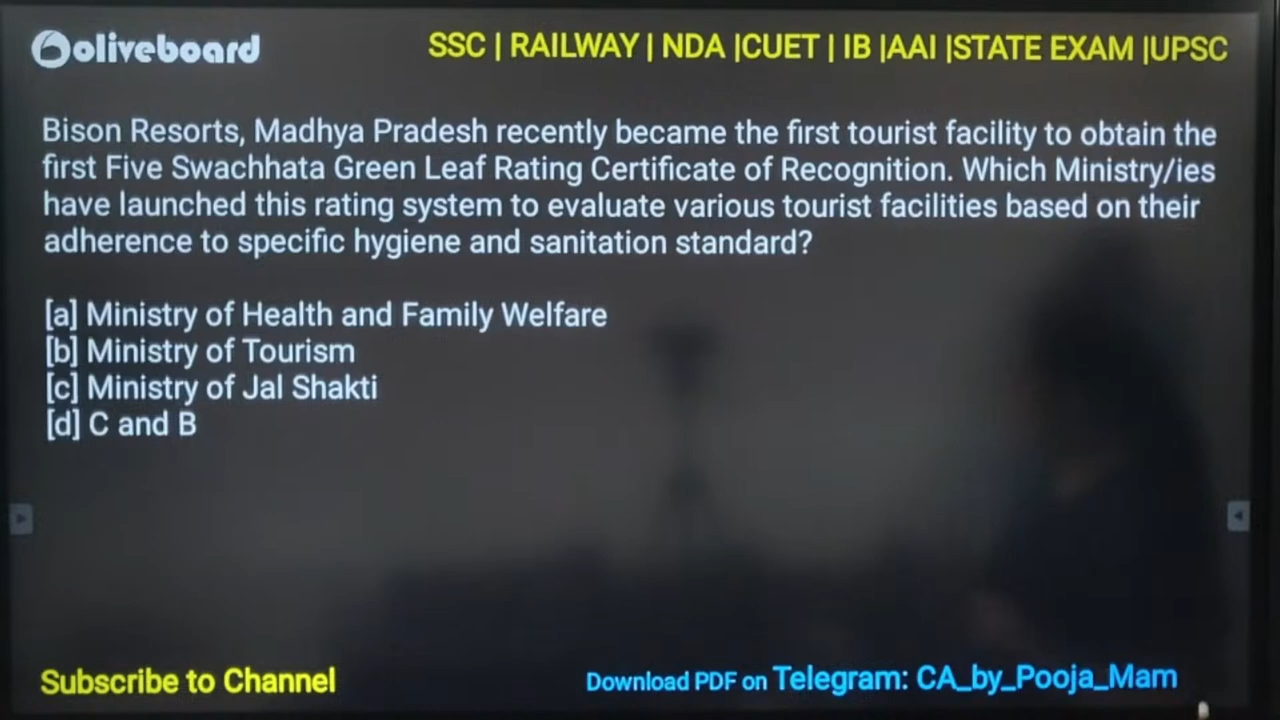 oliveboard
SSC | RAILWAY | NDA |CUET | IB |AAI |STATE EXAM |UPSC
Bison Resorts, Madhya Pradesh recently became the first tourist facility to obtain the
first Five Swachhata Green Leaf Rating Certificate of Recognition. Which Ministry/ies
have launched this rating system to evaluate various tourist facilities based on their
adherence to specific hygiene and sanitation standard?
[a] Ministry of Health and Family Welfare
[b] Ministry of Tourism
[c] Ministry of Jal Shakti
[d] C and B
Subscribe to Channel
Download PDF on Telegram: CA_by_Pooja_Mam